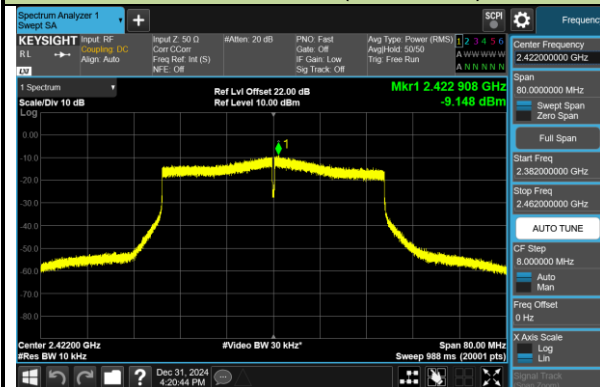 Spectrum Analyzer 1
Swept SA
+
SCPI
Frequency
KEYSIGHT
RL
LXI
Input: RF
Coupling: DC
Align: Auto
Input Z: 50 Ω
Corr CCorr
Freq Ref: Int (S)
NFE: Off
#Atten: 20 dB
PNO: Fast
Gate: Off
IF Gain: Low
Sig Track: Off
Avg Type: Power (RMS)
Avg|Hold: 50/50
Trig: Free Run
1 2 3 4 5 6
A W W W W W
A N N N N N
1 Spectrum
Scale/Div 10 dB
Log
Ref Lvl Offset 22.00 dB
Ref Level 10.00 dBm
Mkr1 2.422 908 GHz
-9.148 dBm
1
0.00
-10.0
-20.0
-30.0
-40.0
-50.0
-60.0
-70.0
-80.0
Center 2.42200 GHz
#Res BW 10 kHz
#Video BW 30 kHz*
Span 80.00 MHz
Sweep 988 ms (20001 pts)
Center Frequency
2.422000000 GHz
Span
80.0000000 MHz
Swept Span
Zero Span
Full Span
Start Freq
2.382000000 GHz
Stop Freq
2.462000000 GHz
AUTO TUNE
CF Step
8.000000 MHz
Auto
Man
Freq Offset
0 Hz
X Axis Scale
Log
Lin
Signal Track
?
Dec 31, 2024
4:20:44 PM